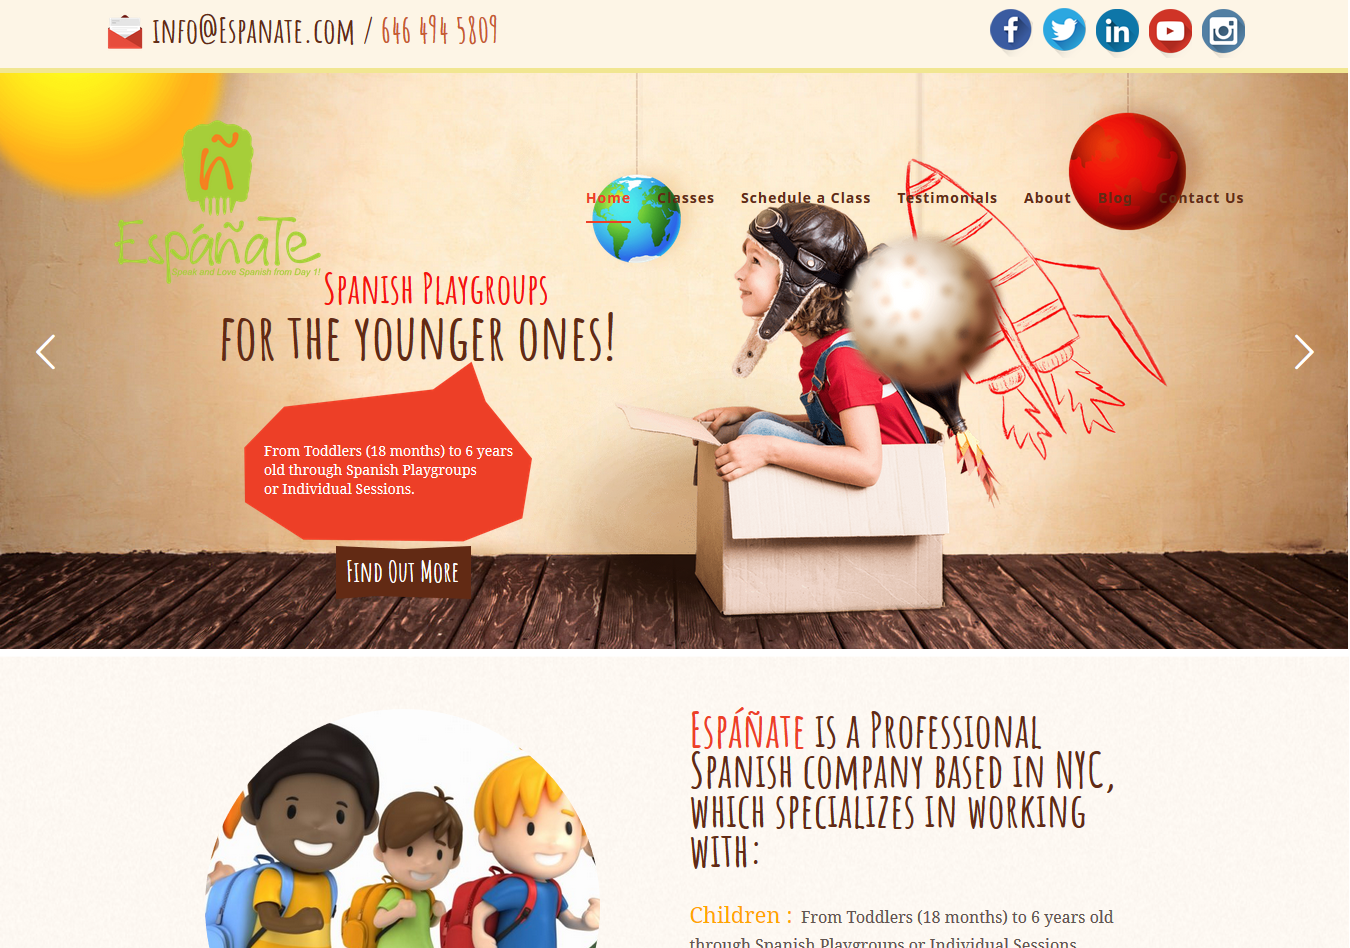 info@Espanate.com / 646 494 5809
ñ
Espáñate
Speak and Love Spanish from Day 1!
Home Classes Schedule a Class Testimonials About Blog Contact Us
Spanish Playgroups
for the younger ones!
From Toddlers (18 months) to 6 years
old through Spanish Playgroups
or Individual Sessions.
Find Out More
Espáñate is a Professional
Spanish company based in NYC,
which specializes in working
with:
Children : From Toddlers (18 months) to 6 years old
through Spanish Playgroups or Individual Sessions